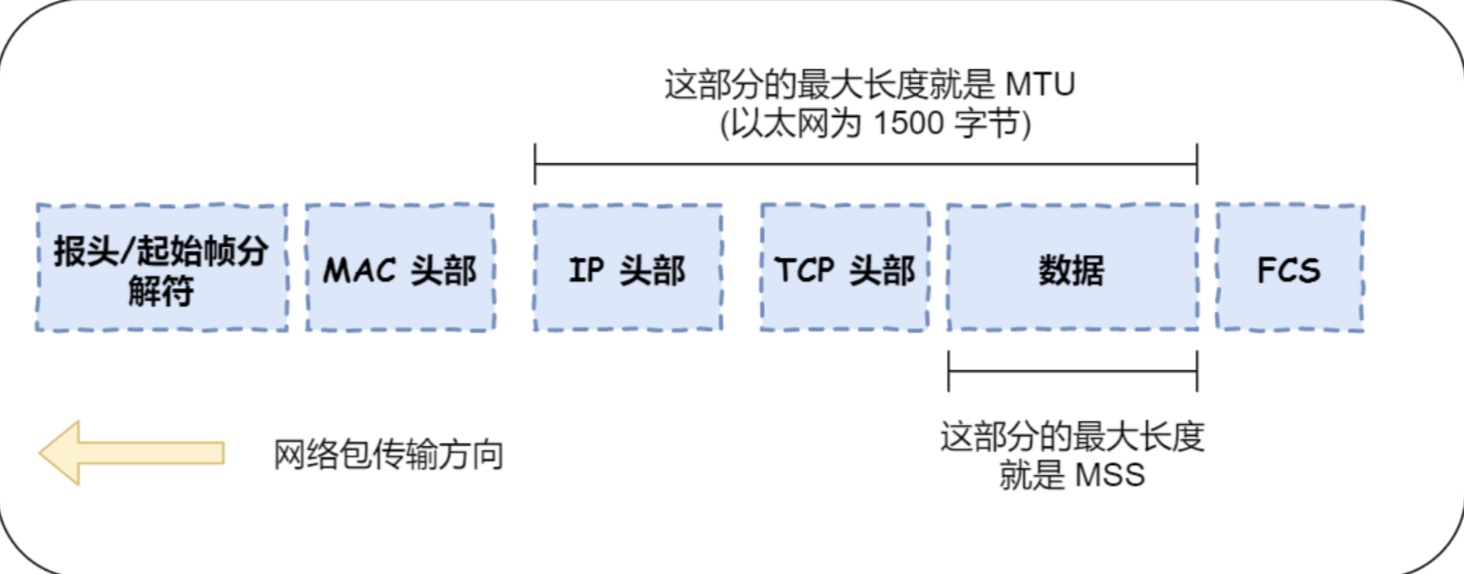 这部分的最大长度就是 MTU
(以太网为 1500 字节)
报头/起始帧分
解符
MAC 头部
IP 头部
TCP 头部
数据
FCS
网络包传输方向
这部分的最大长度
就是 MSS